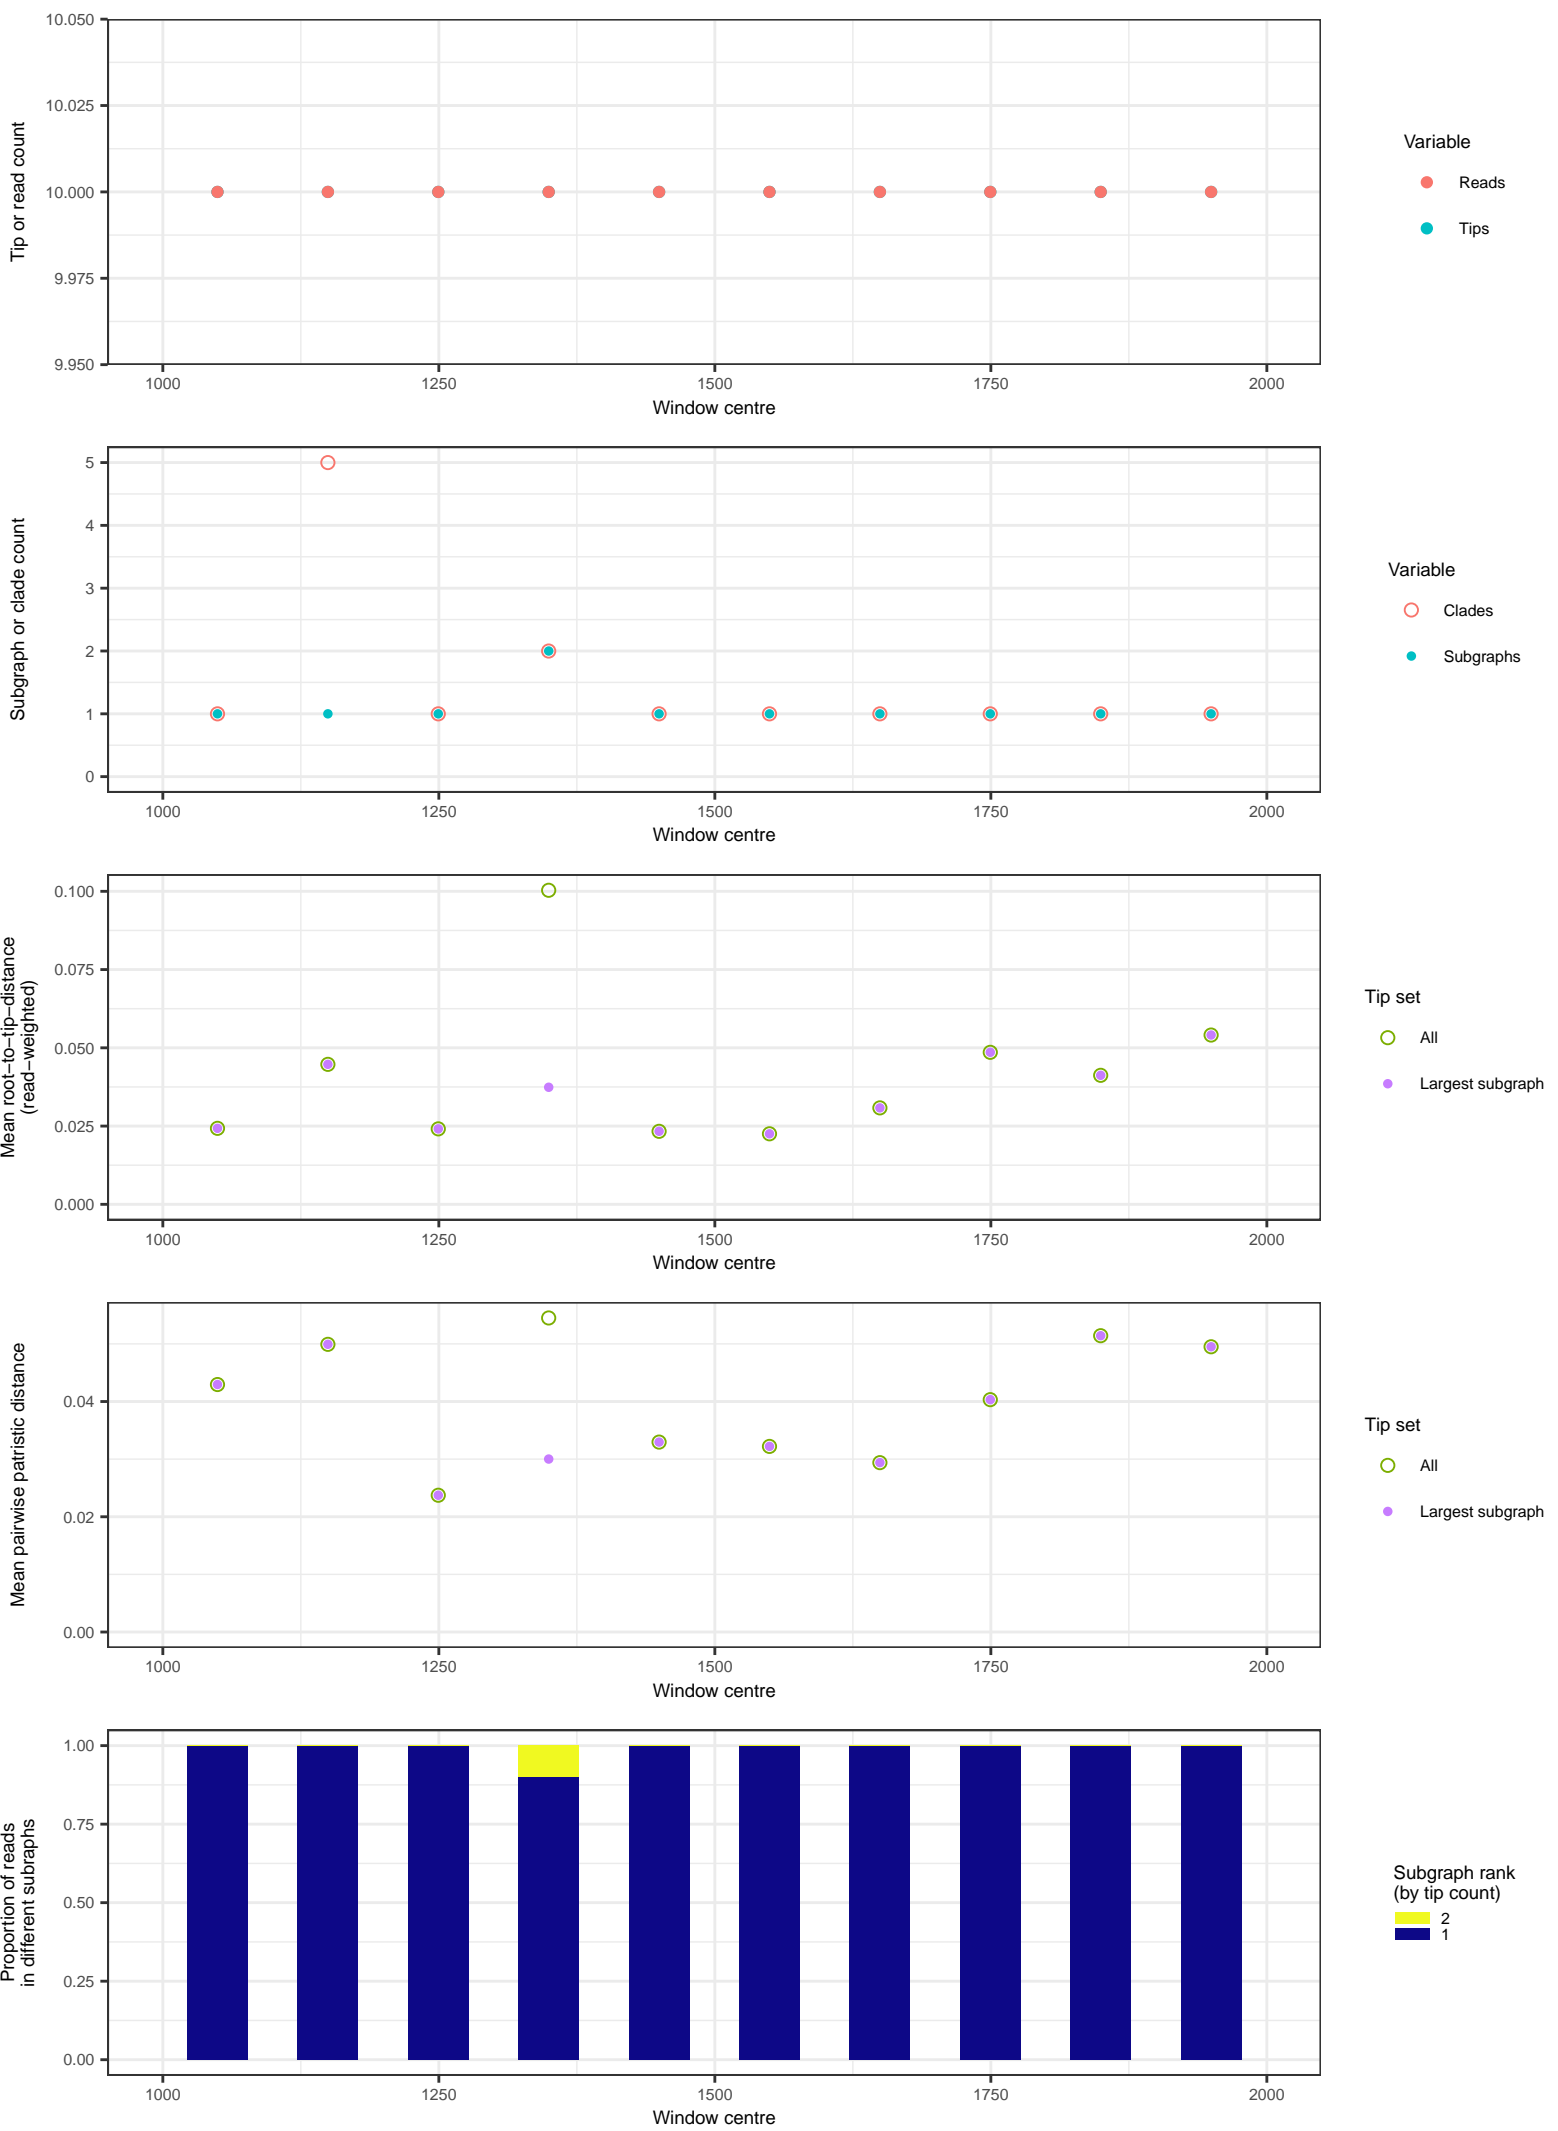 10.050
10.025
10.000
9.975
9.950
Tip or read count
1000 1250 1500 1750 2000
Window centre
Variable
Reads
Tips
5
4
3
2
1
0
Subgraph or clade count
1000 1250 1500 1750 2000
Window centre
Variable
Clades
Subgraphs
0.100
0.075
0.050
0.025
0.000
Mean root−to−tip−distance
(read−weighted)
1000 1250 1500 1750 2000
Window centre
Tip set
All
Largest subgraph
0.04
0.02
0.00
Mean pairwise patristic distance
1000 1250 1500 1750 2000
Window centre
Tip set
All
Largest subgraph
1.00
0.75
0.50
0.25
0.00
Proportion of reads
in different subraphs
1000 1250 1500 1750 2000
Window centre
Subgraph rank
(by tip count)
2
1